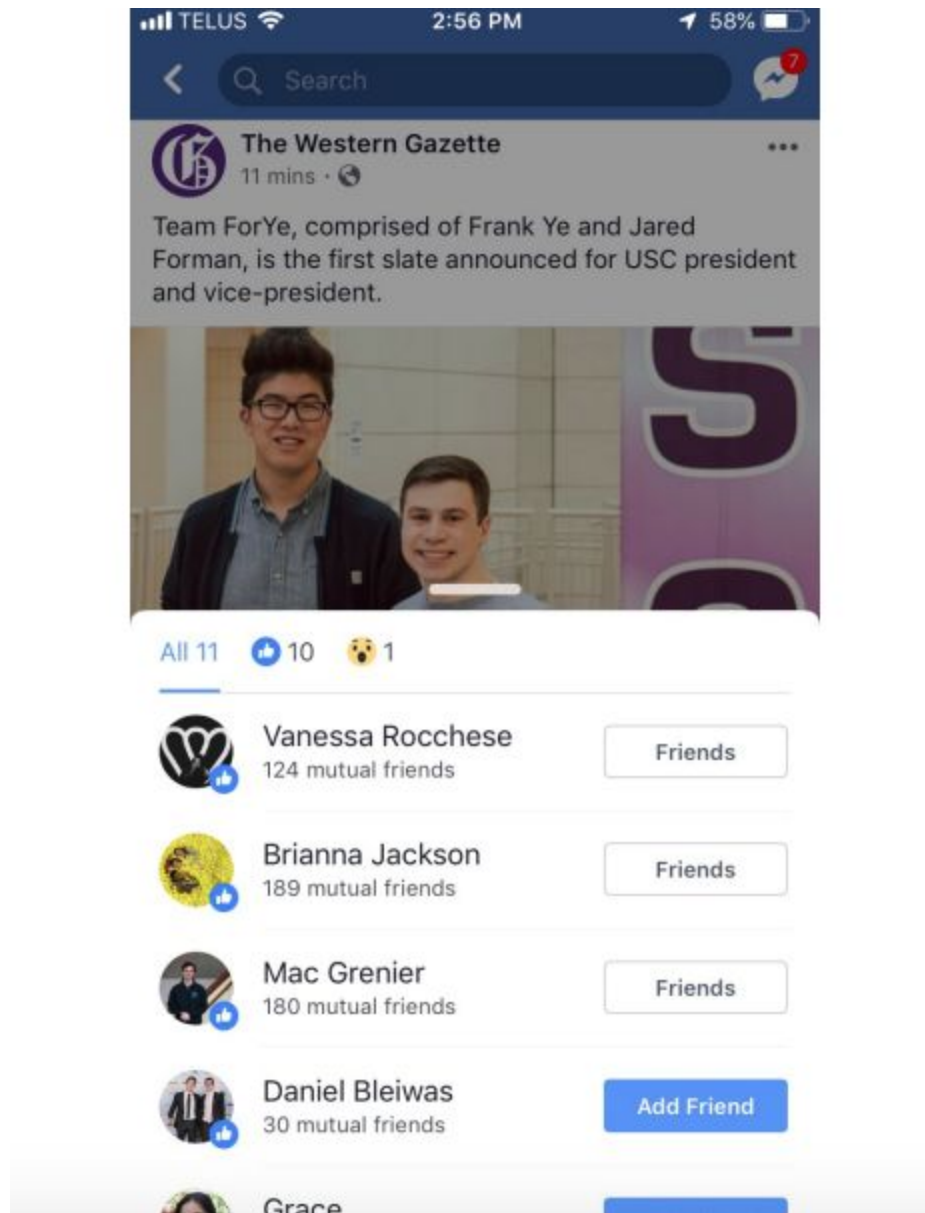 TELUS 2:56 PM 58%
Search 7
The Western Gazette
11 mins ·
Team ForYe, comprised of Frank Ye and Jared
Forman, is the first slate announced for USC president
and vice-president.
S
All 11 10 1
Vanessa Rocchese
124 mutual friends
Friends
Brianna Jackson
189 mutual friends
Friends
Mac Grenier
180 mutual friends
Friends
Daniel Bleiwas
30 mutual friends
Add Friend
Grace